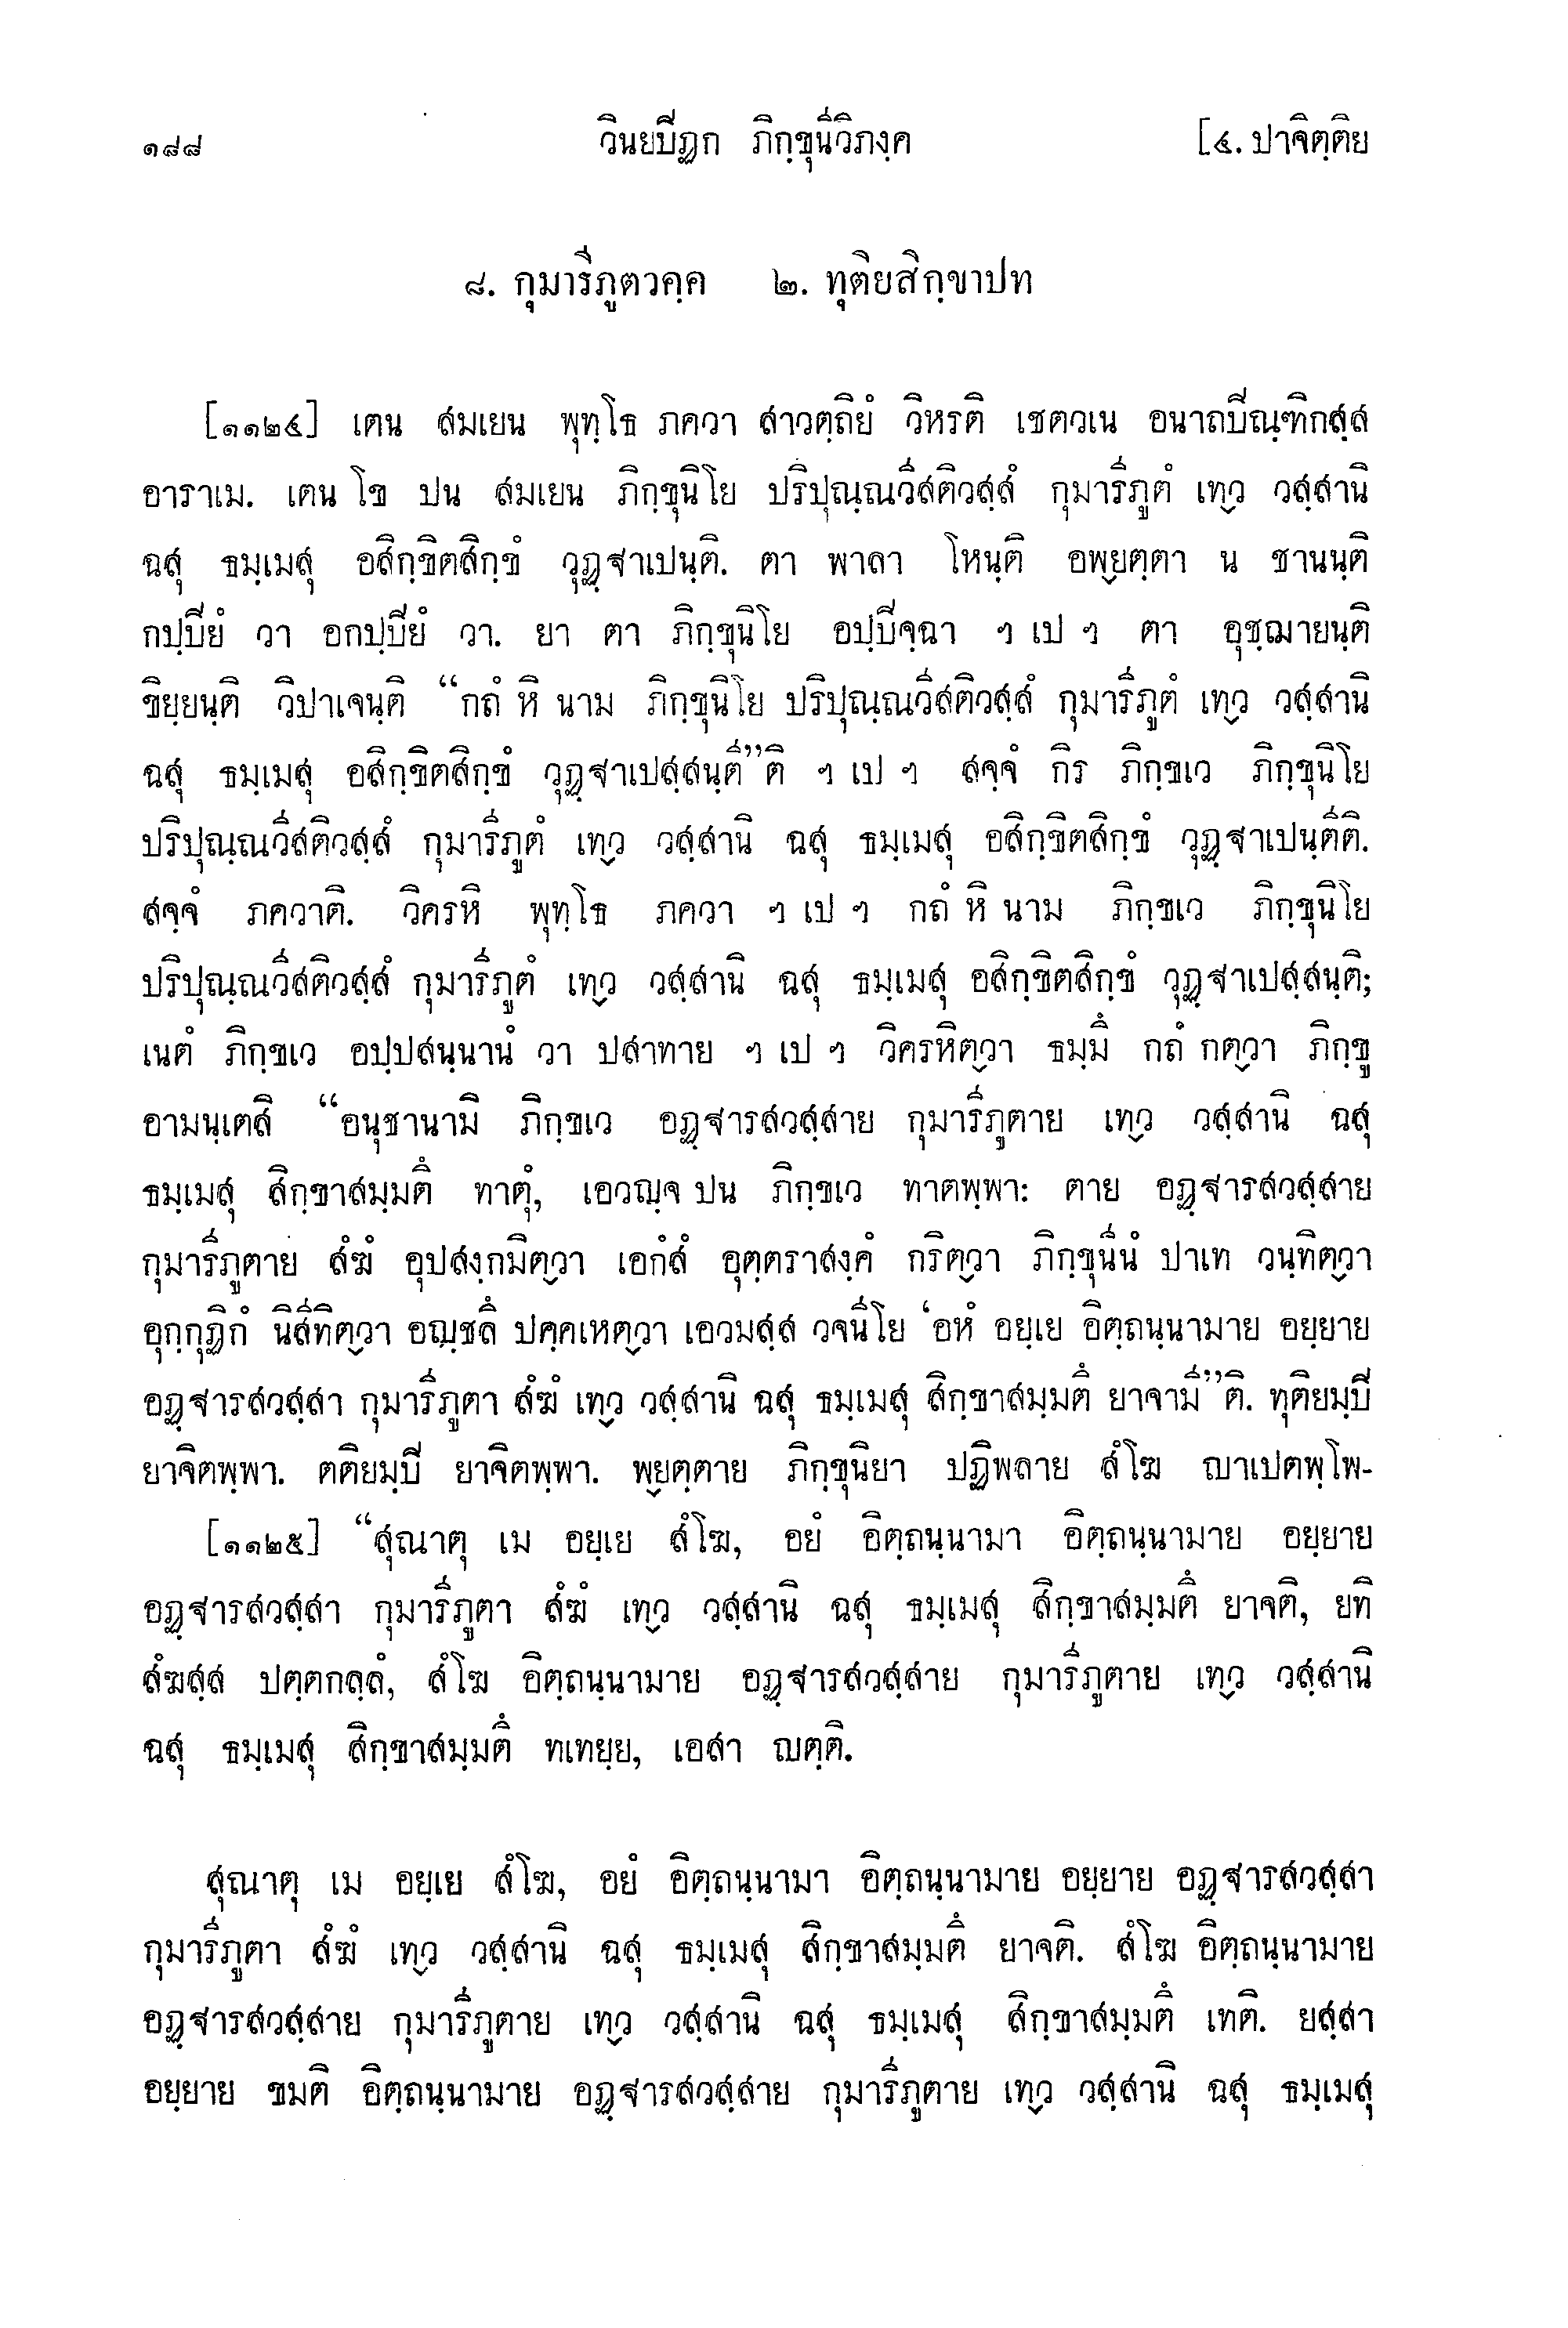 ๑๘๘ วินยปิฏก ภิกฺขุนีวิภงฺค [๔. ปาจิตฺติย
๘. กุมารีภูตวคฺค ๒. ทุติยสิกฺขาปท
[๑๑๒๔] เตน สมเยน พุทฺโธ ภควา สาวตฺถิยํ วิหรติ เชตวเน อนาถปิณฺฑิกสฺส
อาราเม. เตน โข ปน สมเยน ภิกฺขุนิโย ปริปุณฺณวีสติวสฺสํ กุมารีภูตํ เทฺว วสฺสานิ
ฉสุ ธมฺเมสุ อสิกฺขิตสิกฺขํ วุฏฺฐาเปนฺติ. ตา พาลา โหนฺติ อพฺยตฺตา น ชานนฺติ
กปฺปิยํ วา อกปฺปิยํ วา. ยา ตา ภิกฺขุนิโย อปฺปิจฺฉา ฯ เป ฯ ตา อุชฺฌายนฺติ
ขิยฺยนฺติ วิปาเจนฺติ “กถํ หิ นาม ภิกฺขุนิโย ปริปุณฺณวีสติวสฺสํ กุมารีภูตํ เทฺว วสฺสานิ
ฉสุ ธมฺเมสุ อสิกฺขิตสิกฺขํ วุฏฺฐาเปสฺสนฺตี”ติ ฯ เป ฯ สจฺจํ กิร ภิกฺขเว ภิกฺขุนิโย
ปริปุณฺณวีสติวสฺสํ กุมารีภูตํ เทฺว วสฺสานิ ฉสุ ธมฺเมสุ อสิกฺขิตสิกฺขํ วุฏฺฐาเปนฺตีติ.
สจฺจํ ภควาติ. วิครหิ พุทฺโธ ภควา ฯ เป ฯ กถํ หิ นาม ภิกฺขเว ภิกฺขุนิโย
ปริปุณฺณวีสติวสฺสํ กุมารีภูตํ เทฺว วสฺสานิ ฉสุ ธมฺเมสุ อสิกฺขิตสิกฺขํ วุฏฺฐาเปสฺสนฺติ;
เนตํ ภิกฺขเว อปฺปสนฺนานํ วา ปสาทาย ฯ เป ฯ วิครหิตฺวา ธมฺมึ กถํ กตฺวา ภิกฺขู
อามนฺเตสิ “อนุชานามิ ภิกฺขเว อฏฺฐารสวสฺสาย กุมารีภูตาย เทฺว วสฺสานิ ฉสุ
ธมฺเมสุ สิกฺขาสมฺมตึ ทาตุํ, เอวญฺจ ปน ภิกฺขเว ทาตพฺพา: ตาย อฏฺฐารสวสฺสาย
กุมารีภูตาย สํฆํ อุปสงฺกมิตฺวา เอกํสํ อุตฺตราสงฺคํ กริตฺวา ภิกฺขุนีนํ ปาเท วนฺทิตฺวา
อุกฺกุฏิกํ นิสีทิตฺวา อญฺชลึ ปคฺคเหตฺวา เอวมสฺส วจนีโย ‘อหํ อยฺเย อิตฺถนฺนามาย อยฺยาย
อฏฺฐารสวสฺสา กุมารีภูตา สํฆํ เทฺว วสฺสานิ ฉสุ ธมฺเมสุ สิกฺขาสมฺมตึ ยาจามี”ติ. ทุติยมฺปิ
ยาจิตพฺพา. ตติยมฺปิ ยาจิตพฺพา. พฺยตฺตาย ภิกฺขุนิยา ปฏิพลาย สํโฆ ญาเปตพฺโพ-
[๑๑๒๕] “สุณาตุ เม อยฺเย สํโฆ, อยํ อิตฺถนฺนามา อิตฺถนฺนามาย อยฺยาย
อฏฺฐารสวสฺสา กุมารีภูตา สํฆํ เทฺว วสฺสานิ ฉสุ ธมฺเมสุ สิกฺขาสมฺมตึ ยาจติ, ยทิ
สํฆสฺส ปตฺตกลฺลํ, สํโฆ อิตฺถนฺนามาย อฏฺฐารสวสฺสาย กุมารีภูตาย เทฺว วสฺสานิ
ฉสุ ธมฺเมสุ สิกฺขาสมฺมตึ ทเทยฺย, เอสา ญตฺติ.
สุณาตุ เม อยฺเย สํโฆ, อยํ อิตฺถนฺนามา อิตฺถนฺนามาย อยฺยาย อฏฺฐารสวสฺสา
กุมารีภูตา สํฆํ เทฺว วสฺสานิ ฉสุ ธมฺเมสุ สิกฺขาสมฺมตึ ยาจติ. สํโฆ อิตฺถนฺนามาย
อฏฺฐารสวสฺสาย กุมารีภูตาย เทฺว วสฺสานิ ฉสุ ธมฺเมสุ สิกฺขาสมฺมตึ เทติ. ยสฺสา
อยฺยาย ขมติ อิตฺถนฺนามาย อฏฺฐารสวสฺสาย กุมารีภูตาย เทฺว วสฺสานิ ฉสุ ธมฺเมสุ